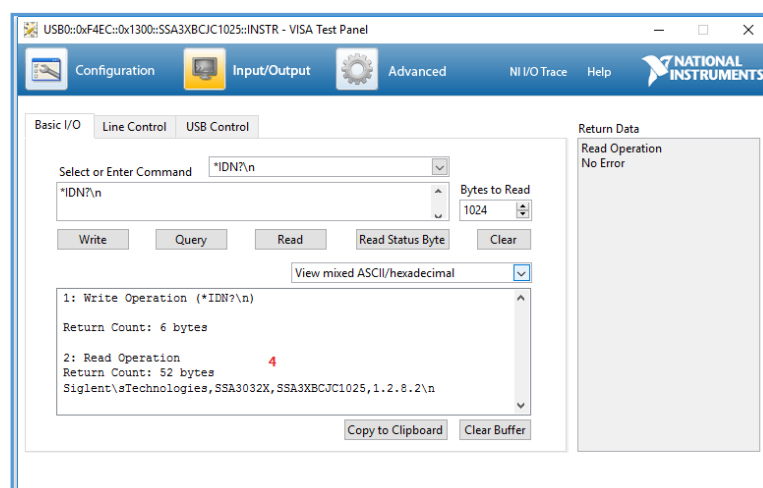 USB0::0xF4EC::0x1300::SSA3XBCJC1025::INSTR - VISA Test Panel
Configuration
Input/Output
Advanced
NI I/O Trace
Help
NATIONAL
INSTRUMENTS
Basic I/O
Line Control
USB Control
Return Data
Read Operation
No Error
Select or Enter Command
*IDN?\n
*IDN?\n
Bytes to Read
1024
Write
Query
Read
Read Status Byte
Clear
View mixed ASCII/hexadecimal
1: Write Operation (*IDN?\n)
Return Count: 6 bytes
2: Read Operation
4
Return Count: 52 bytes
Siglent\sTechnologies,SSA3032X,SSA3XBCJC1025,1.2.8.2\n
Copy to Clipboard
Clear Buffer